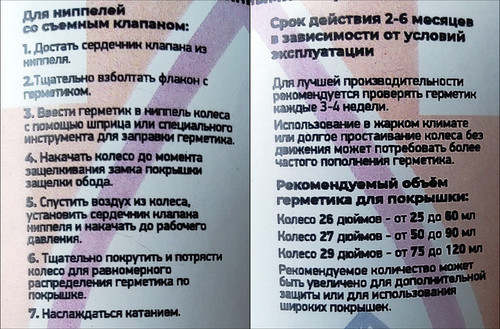 Для ниппелей
со съемным клапаном:
1. Достать сердечник клапана из
ниппеля.
2.Тщательно взболтать флакон с
герметиком.
3. Ввести герметик в ниппель колеса
с помощью шприца или специального
инструмента для заправки герметика.
4. Накачать колесо до момента
защелкивания замка покрышки
защелки обода.
5. Спустить воздух из колеса,
установить сердечник клапана
ниппеля и накачать до рабочего
давления.
6. Тщательно покрутить и потрясти
колесо для равномерного
распределения герметика по
покрышке.
7. Наслаждаться катанием.
Срок действия 2-6 месяцев
в зависимости от условий
эксплуатации
Для лучшей производительности
рекомендуется проверять герметик
каждые 3-4 недели.
Использование в жарком климате
или долгое простаивание колеса без
движения может потребовать более
частого пополнения герметика.
Рекомендуемый объём
герметика для покрышки:
Колесо 26 дюймов - от 25 до 60 мл
Колесо 27 дюймов - от 50 до 90 мл
Колесо 29 дюймов - от 75 до 120 мл
Рекомендуемое количество может
быть увеличено для дополнительной
защиты или для использования
широких покрышек.